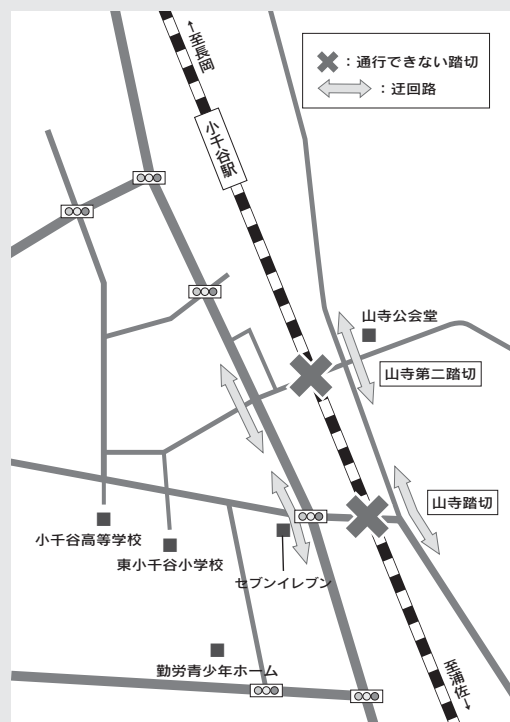 ←至長岡
✖：通行できない踏切
：迂回路
小千谷駅
山寺公会堂
山寺第二踏切
山寺踏切
小千谷高等学校
東小千谷小学校
セブンイレブン
勤労青少年ホーム
至浦佐→